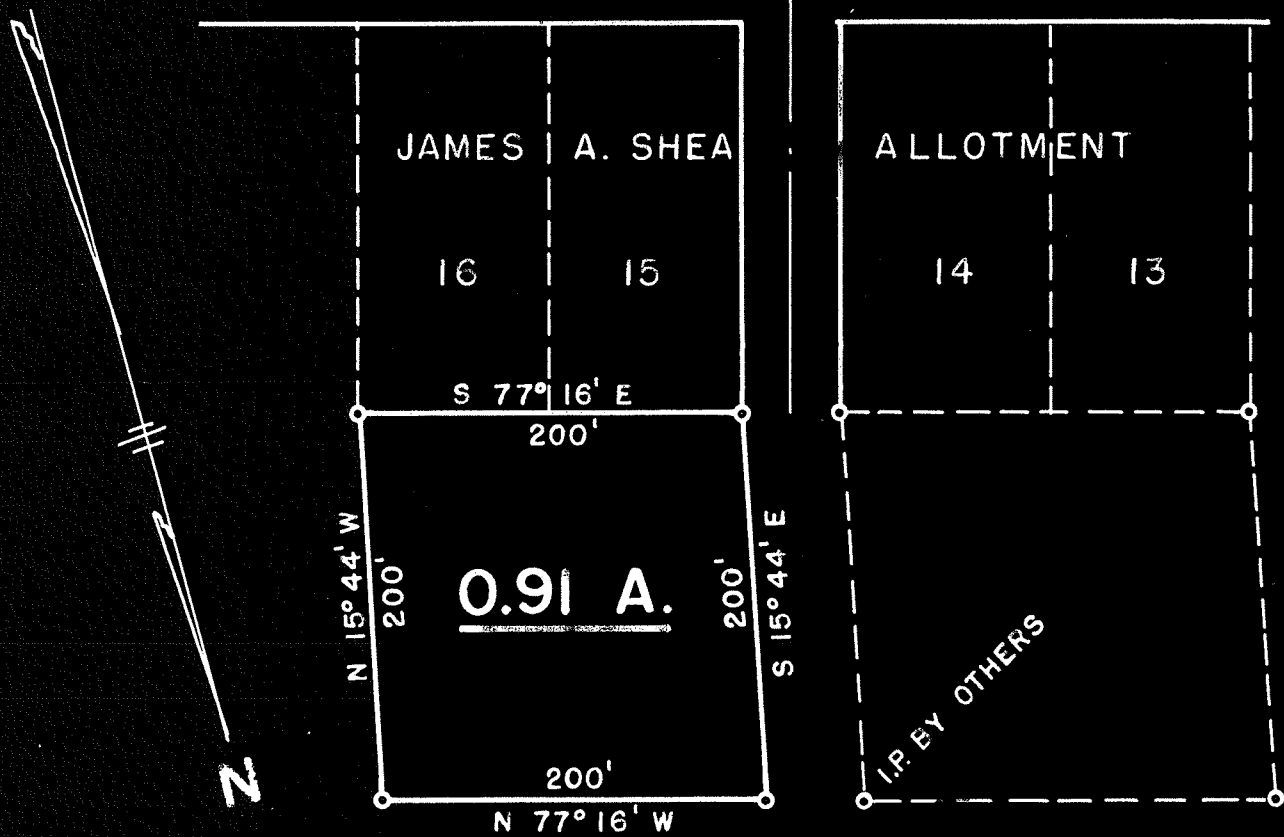 JAMES A. SHEA ALLOTMENT
16 15 14 13
S 77° 16' E
200'
N 15° 44' W
200'
0.91 A.
200'
S 15° 44' E
I.P. BY OTHERS
200'
N 77° 16' W
N